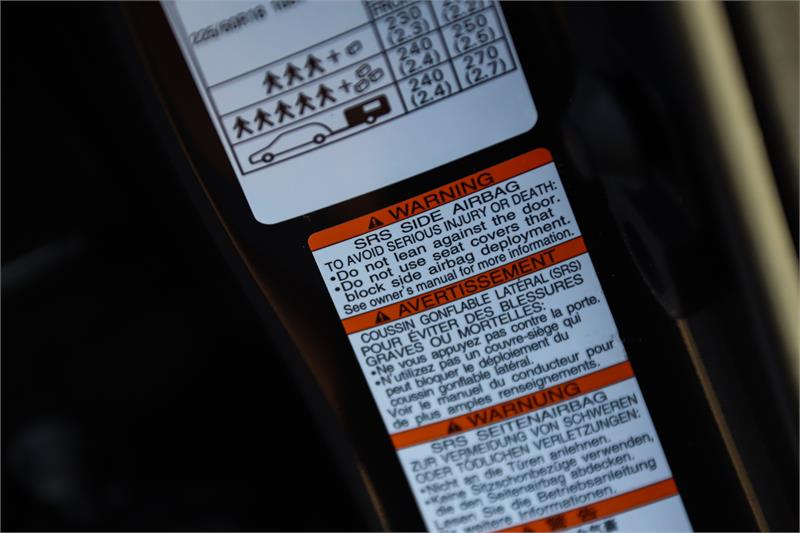 225/60R18
230 (2.3)
240 (2.4) 250 (2.5)
240 (2.4) 270 (2.7)
WARNING
SRS SIDE AIRBAG
TO AVOID SERIOUS INJURY OR DEATH:
•Do not lean against the door.
•Do not use seat covers that
block side airbag deployment.
See owner's manual for more information.
AVERTISSEMENT
COUSSIN GONFLABLE LATÉRAL (SRS)
POUR ÉVITER DES BLESSURES
GRAVES OU MORTELLES:
•Ne vous appuyez pas contre la porte.
•N'utilisez pas un couvre-siège qui
peut bloquer le déploiement du
coussin gonflable latéral.
Voir le manuel du conducteur pour
de plus amples renseignements.
WARNUNG
SRS SEITENAIRBAG
ZUR VERMEIDUNG VON SCHWEREN
ODER TÖDLICHEN VERLETZUNGEN:
•Nicht an die Türen anlehnen.
•Keine Sitzschonbezüge verwenden,
die den Seitenairbag abdecken.
Lesen Sie die Betriebsanleitung
weitere Informationen.
警告